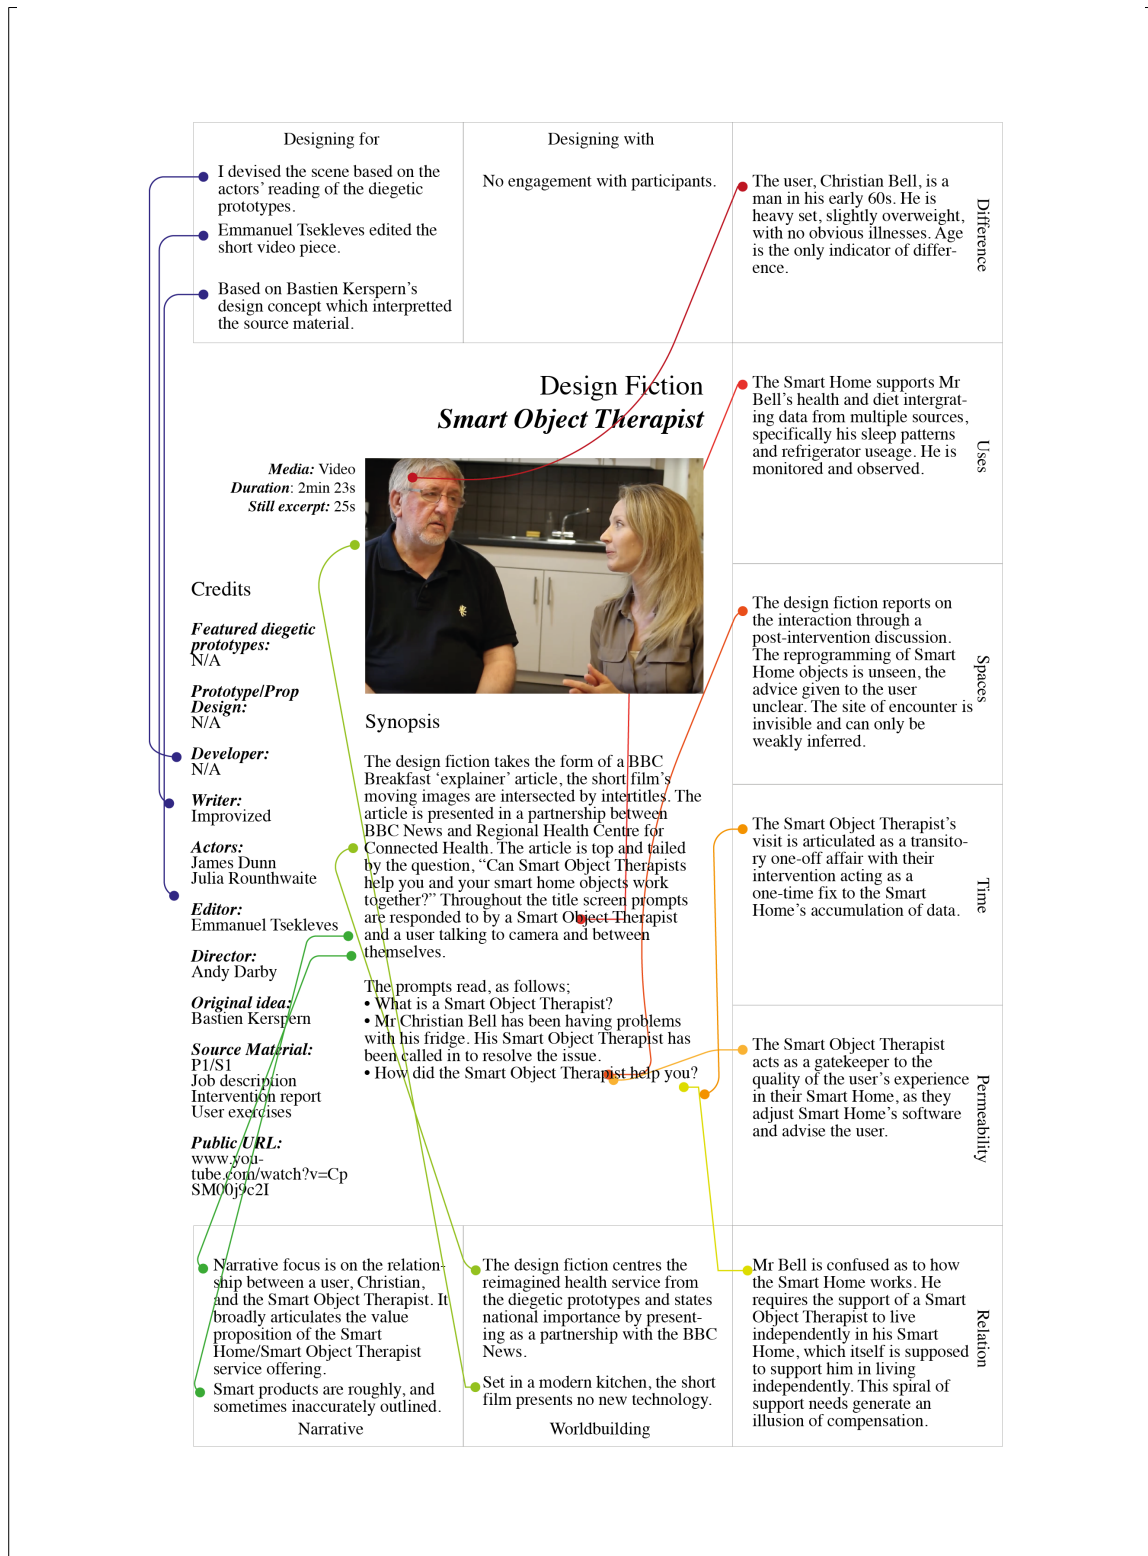 Designing for
I devised the scene based on the
actors’ reading of the diegetic
prototypes.
Emmanuel Tsekleves edited the
short video piece.
Based on Bastien Kerspern’s
design concept which interpretted
the source material.
Designing with
No engagement with participants.
The user, Christian Bell, is a
man in his early 60s. He is
heavy set, slightly overweight,
with no obvious illnesses. Age
is the only indicator of differ-
ence.
Difference
Design Fiction
Smart Object Therapist
Media: Video
Duration: 2min 23s
Still excerpt: 25s
The Smart Home supports Mr
Bell’s health and diet intergrat-
ing data from multiple sources,
specifically his sleep patterns
and refrigerator useage. He is
monitored and observed.
Uses
Credits
Featured diegetic
prototypes:
N/A
Prototype/Prop
Design:
N/A
Developer:
N/A
Writer:
Improvized
Actors:
James Dunn
Julia Rounthwaite
Editor:
Emmanuel Tsekleves
Director:
Andy Darby
Original idea:
Bastien Kerspern
Source Material:
P1/S1
Job description
Intervention report
User exercises
Public URL:
www.you-
tube.com/watch?v=Cp
SM00j9c2I
Synopsis
The design fiction takes the form of a BBC
Breakfast ‘explainer’ article, the short film’s
moving images are intersected by intertitles. The
article is presented in a partnership between
BBC News and Regional Health Centre for
Connected Health. The article is top and tailed
by the question, “Can Smart Object Therapists
help you and your smart home objects work
together?” Throughout the title screen prompts
are responded to by a Smart Object Therapist
and a user talking to camera and between
themselves.
The prompts read, as follows;
• What is a Smart Object Therapist?
• Mr Christian Bell has been having problems
with his fridge. His Smart Object Therapist has
been called in to resolve the issue.
• How did the Smart Object Therapist help you?
The design fiction reports on
the interaction through a
post-intervention discussion.
The reprogramming of Smart
Home objects is unseen, the
advice given to the user
unclear. The site of encounter is
invisible and can only be
weakly inferred.
Spaces
The Smart Object Therapist’s
visit is articulated as a transito-
ry one-off affair with their
intervention acting as a
one-time fix to the Smart
Home’s accumulation of data.
Time
The Smart Object Therapist
acts as a gatekeeper to the
quality of the user’s experience
in their Smart Home, as they
adjust Smart Home’s software
and advise the user.
Permeability
Narrative focus is on the relation-
ship between a user, Christian,
and the Smart Object Therapist. It
broadly articulates the value
proposition of the Smart
Home/Smart Object Therapist
service offering.
Smart products are roughly, and
sometimes inaccurately outlined.
Narrative
The design fiction centres the
reimagined health service from
the diegetic prototypes and states
national importance by present-
ing as a partnership with the BBC
News.
Set in a modern kitchen, the short
film presents no new technology.
Worldbuilding
Mr Bell is confused as to how
the Smart Home works. He
requires the support of a Smart
Object Therapist to live
independently in his Smart
Home, which itself is supposed
to support him in living
independently. This spiral of
support needs generate an
illusion of compensation.
Relation